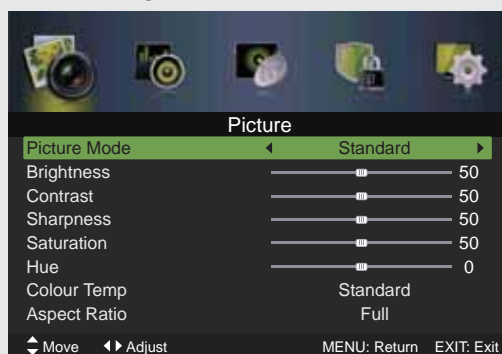 Picture
Picture Mode Standard
Brightness 50
Contrast 50
Sharpness 50
Saturation 50
Hue 0
Colour Temp Standard
Aspect Ratio Full
Move Adjust MENU: Return EXIT: Exit